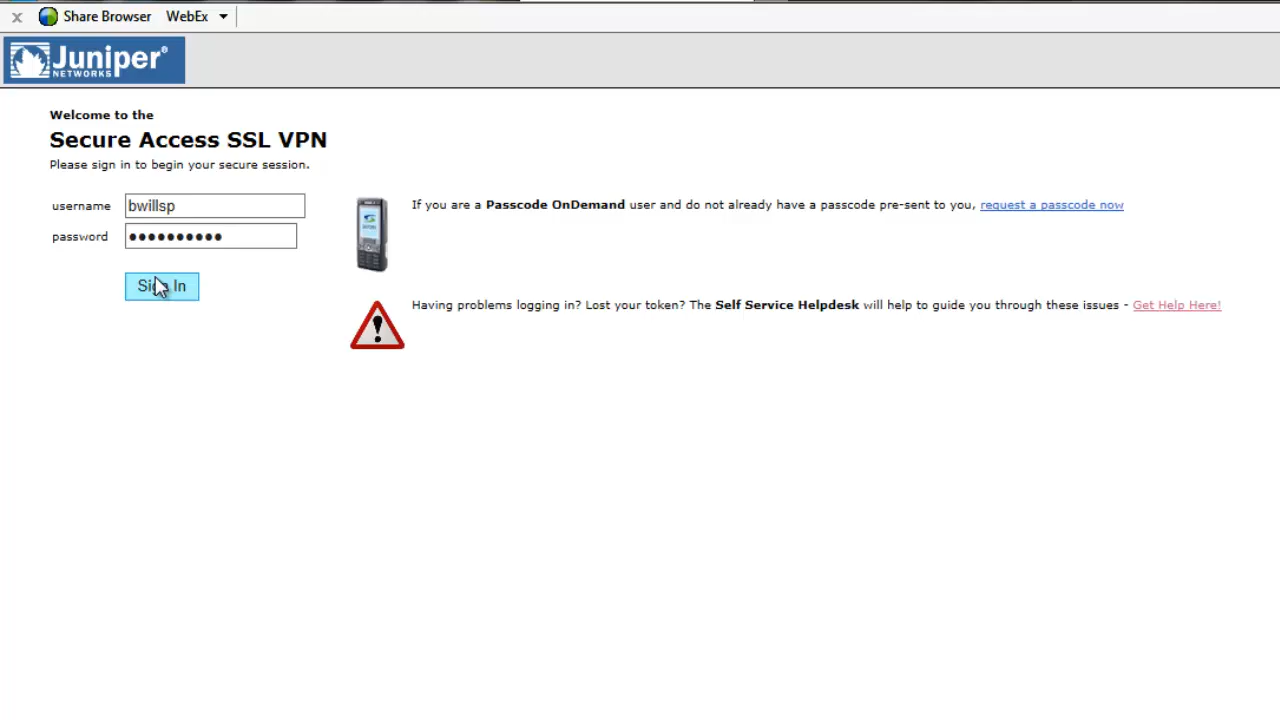 Share Browser WebEx
Juniper®
NETWORKS
Welcome to the
Secure Access SSL VPN
Please sign in to begin your secure session.
username bwillsp
If you are a Passcode OnDemand user and do not already have a passcode pre-sent to you, request a passcode now
password ●●●●●●●●●●
Sign In
Having problems logging in? Lost your token? The Self Service Helpdesk will help to guide you through these issues - Get Help Here!